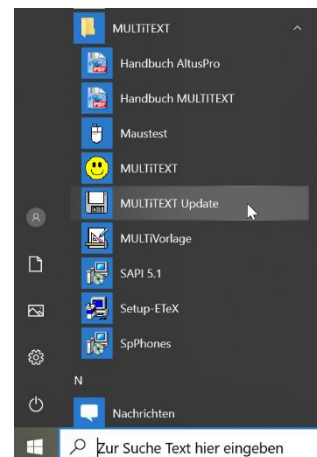 MULTiTEXT
Handbuch AltusPro
Handbuch MULTITEXT
Maustest
MULTiTEXT
MULTiTEXT Update
MULTiVorlage
SAPI 5.1
Setup-ETeX
SpPhones
N
Nachrichten
Zur Suche Text hier eingeben